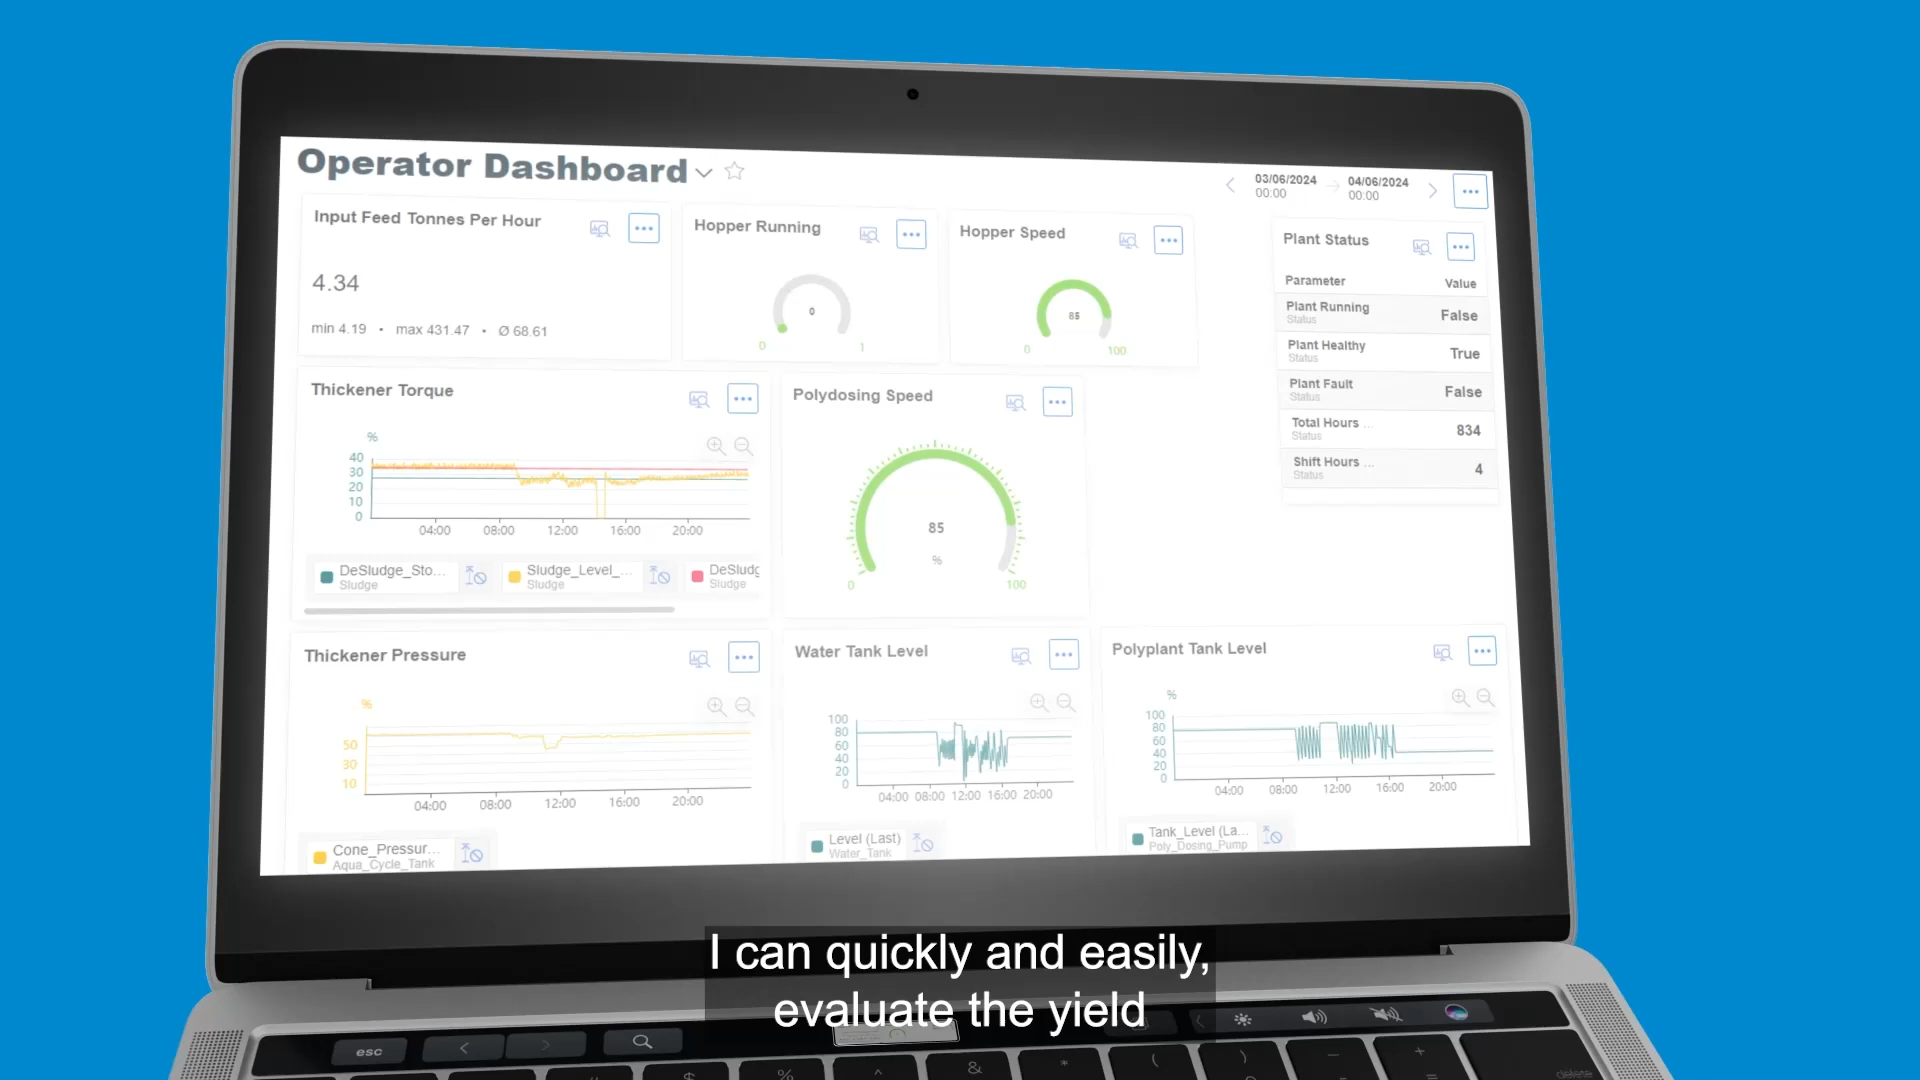 Operator Dashboard
03/06/2024
00:00
04/06/2024
00:00
Input Feed Tonnes Per Hour
4.34
min 4.19 • max 431.47 • Ø 68.61
Hopper Running
0
0 1
Hopper Speed
85
0 100
Plant Status
Parameter Value
Plant Running False
Status
Plant Healthy True
Status
Plant Fault False
Status
Total Hours ... 834
Status
Shift Hours ... 4
Status
Thickener Torque
%
40
30
20
10
0
04:00 08:00 12:00 16:00 20:00
DeSludge_Sto...
Sludge
Sludge_Level_...
Sludge
DeSludg
Sludge
Polydosing Speed
85
%
0 100
Thickener Pressure
%
50
30
10
04:00 08:00 12:00 16:00 20:00
Cone_Pressur...
Aqua_Cycle_Tank
Water Tank Level
100
80
60
40
20
0
04:00 08:00 12:00 16:00 20:00
Level (Last)
Water_Tank
Polyplant Tank Level
%
100
80
60
40
20
0
04:00 08:00 12:00 16:00 20:00
Tank_Level (La...
Poly_Dosing_Pump
I can quickly and easily,
evaluate the yield
esc